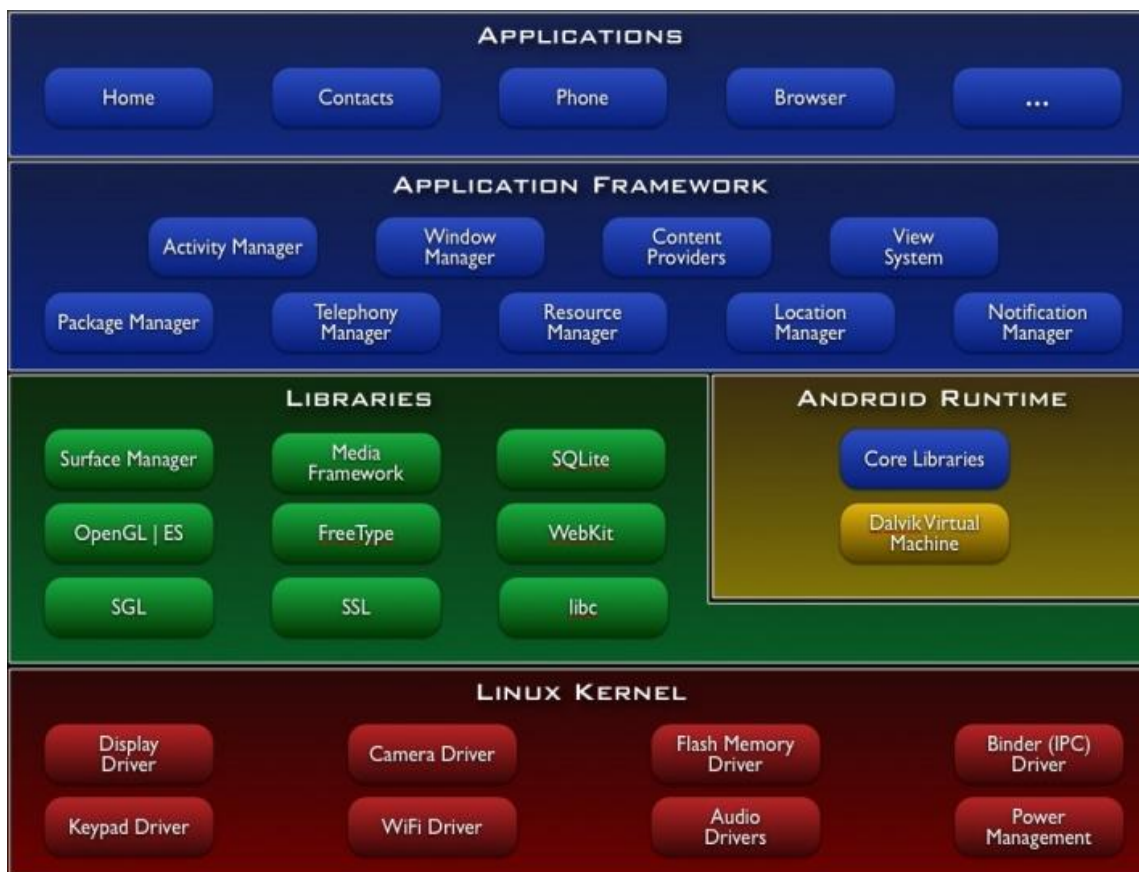 APPLICATIONS
Home
Contacts
Phone
Browser
...
APPLICATION FRAMEWORK
Activity Manager
Window
Manager
Content
Providers
View
System
Package Manager
Telephony
Manager
Resource
Manager
Location
Manager
Notification
Manager
LIBRARIES
Surface Manager
Media
Framework
SQLite
OpenGL | ES
FreeType
WebKit
SGL
SSL
libc
ANDROID RUNTIME
Core Libraries
Dalvik Virtual
Machine
LINUX KERNEL
Display
Driver
Camera Driver
Flash Memory
Driver
Binder (IPC)
Driver
Keypad Driver
WiFi Driver
Audio
Drivers
Power
Management